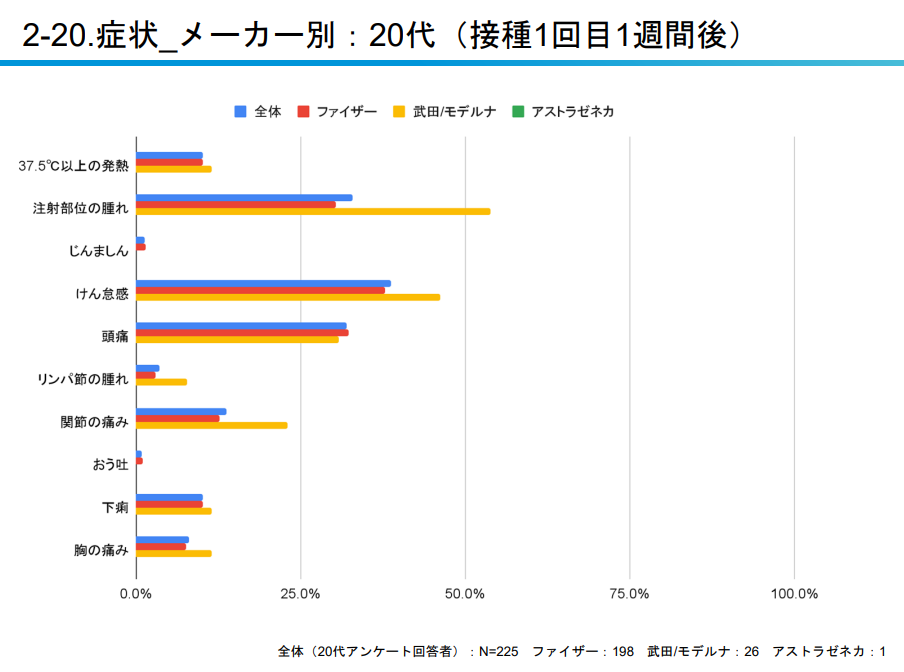 2-20.症状_メーカー別：20代（接種1回目1週間後）
全体 ファイザー 武田/モデルナ アストラゼネカ
37.5℃以上の発熱
注射部位の腫れ
じんましん
けん怠感
頭痛
リンパ節の腫れ
関節の痛み
おう吐
下痢
胸の痛み
0.0% 25.0% 50.0% 75.0% 100.0%
全体（20代アンケート回答者）：N=225 ファイザー：198 武田/モデルナ：26 アストラゼネカ：1